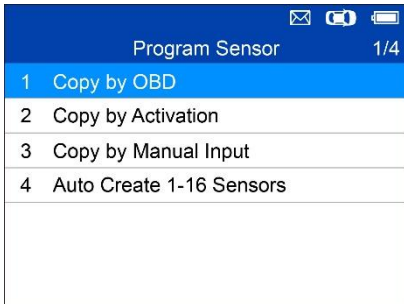 Program Sensor 1/4
1 Copy by OBD
2 Copy by Activation
3 Copy by Manual Input
4 Auto Create 1-16 Sensors